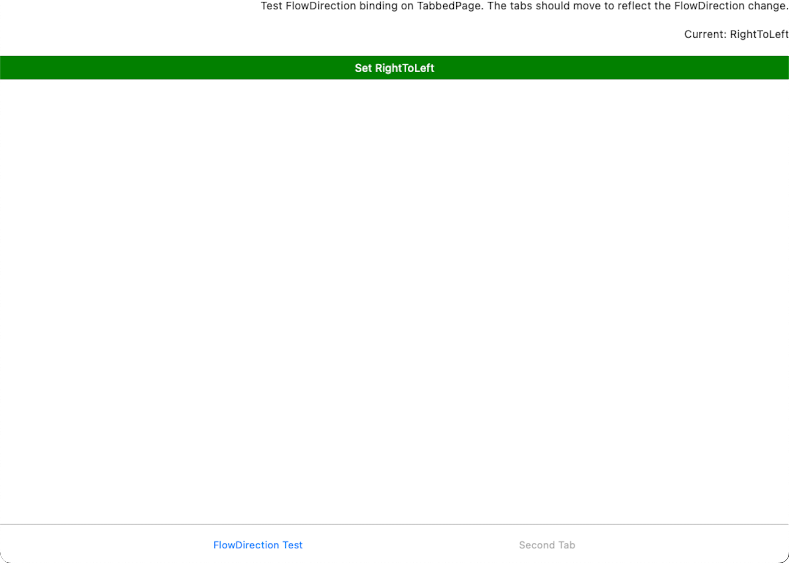 Test FlowDirection binding on TabbedPage. The tabs should move to reflect the FlowDirection change.
Current: RightToLeft
Set RightToLeft
FlowDirection Test
Second Tab